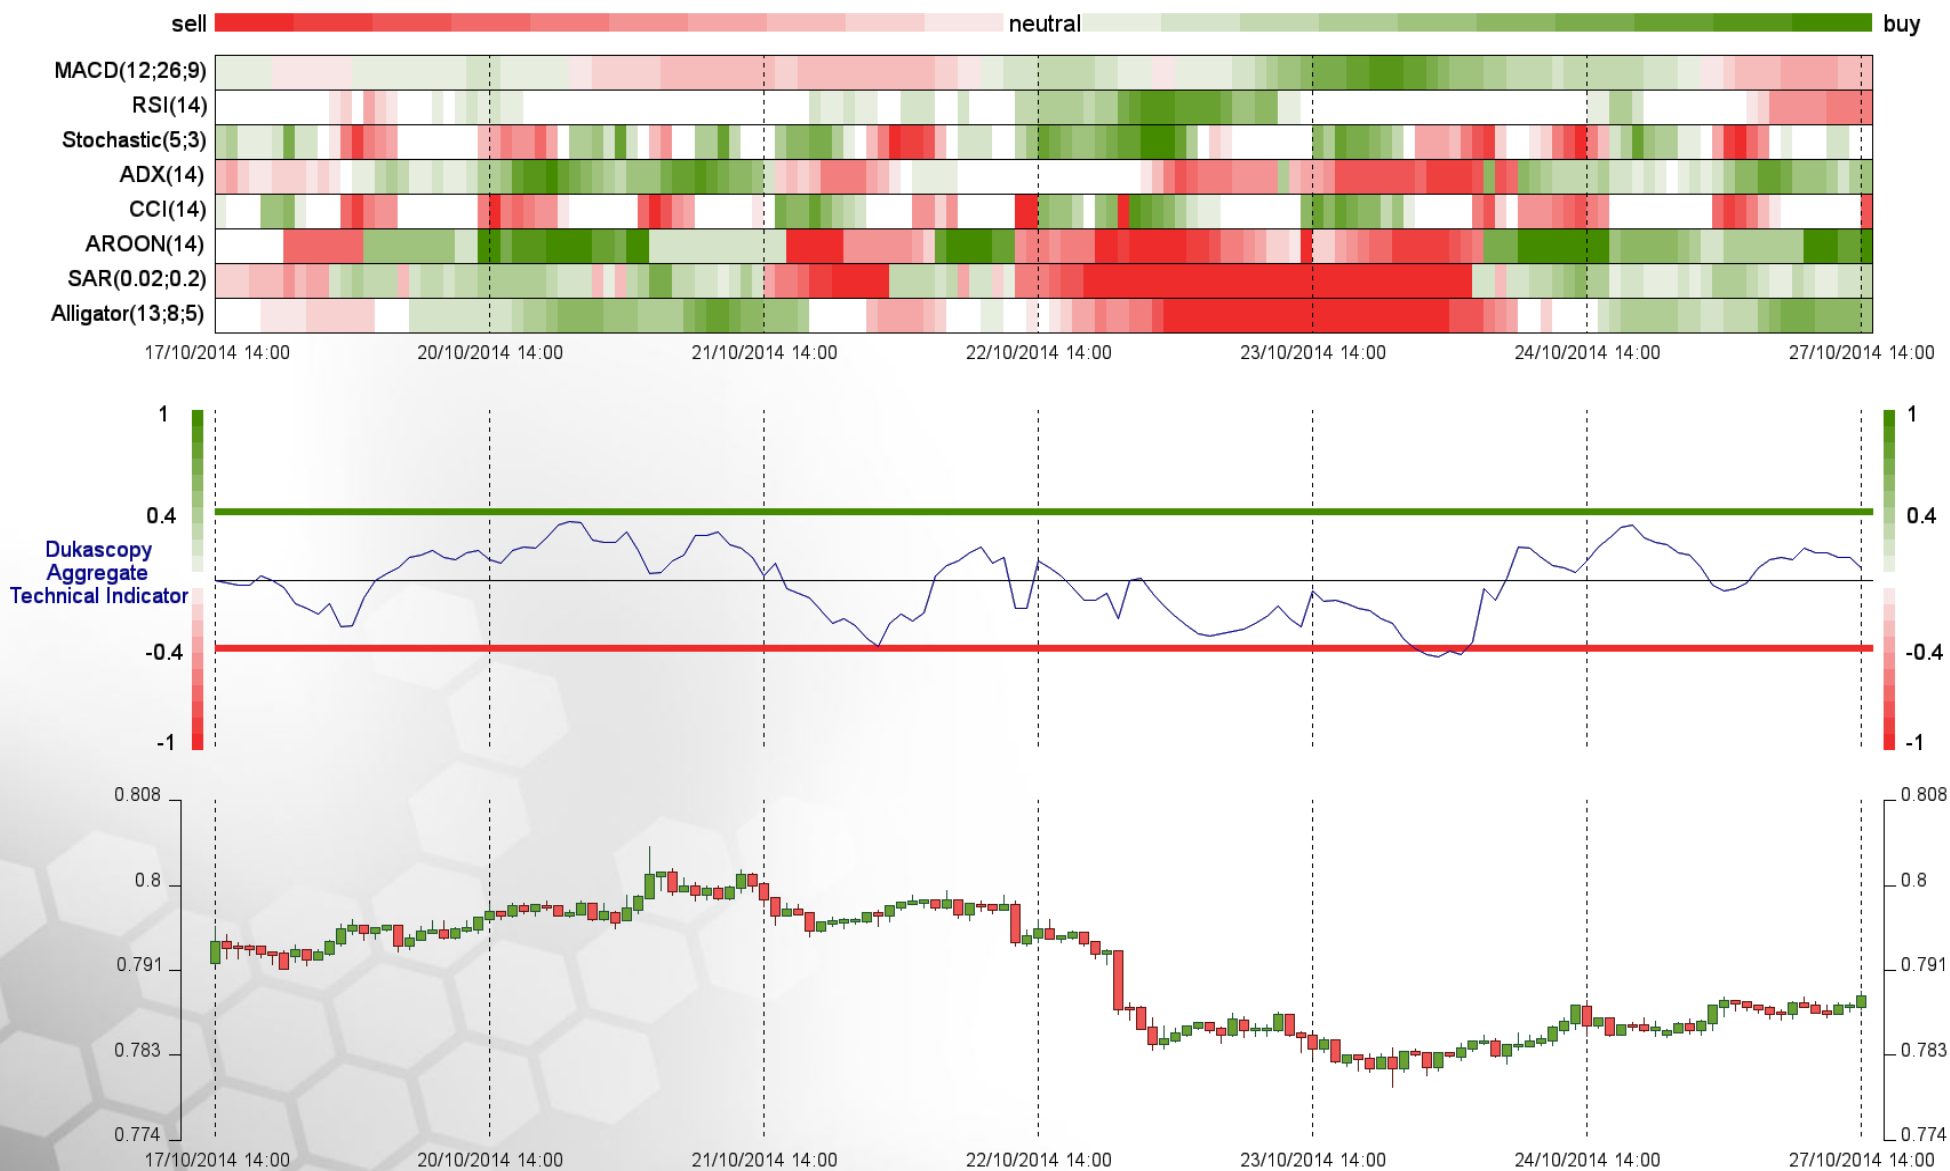 sell neutral buy
MACD(12;26;9)
RSI(14)
Stochastic(5;3)
ADX(14)
CCI(14)
AROON(14)
SAR(0.02;0.2)
Alligator(13;8;5)
17/10/2014 14:00 20/10/2014 14:00 21/10/2014 14:00 22/10/2014 14:00 23/10/2014 14:00 24/10/2014 14:00 27/10/2014 14:00
1 1
0.4 0.4
Dukascopy
Aggregate
Technical Indicator
-0.4 -0.4
-1 -1
0.808 0.808
0.8 0.8
0.791 0.791
0.783 0.783
0.774 0.774
17/10/2014 14:00 20/10/2014 14:00 21/10/2014 14:00 22/10/2014 14:00 23/10/2014 14:00 24/10/2014 14:00 27/10/2014 14:00